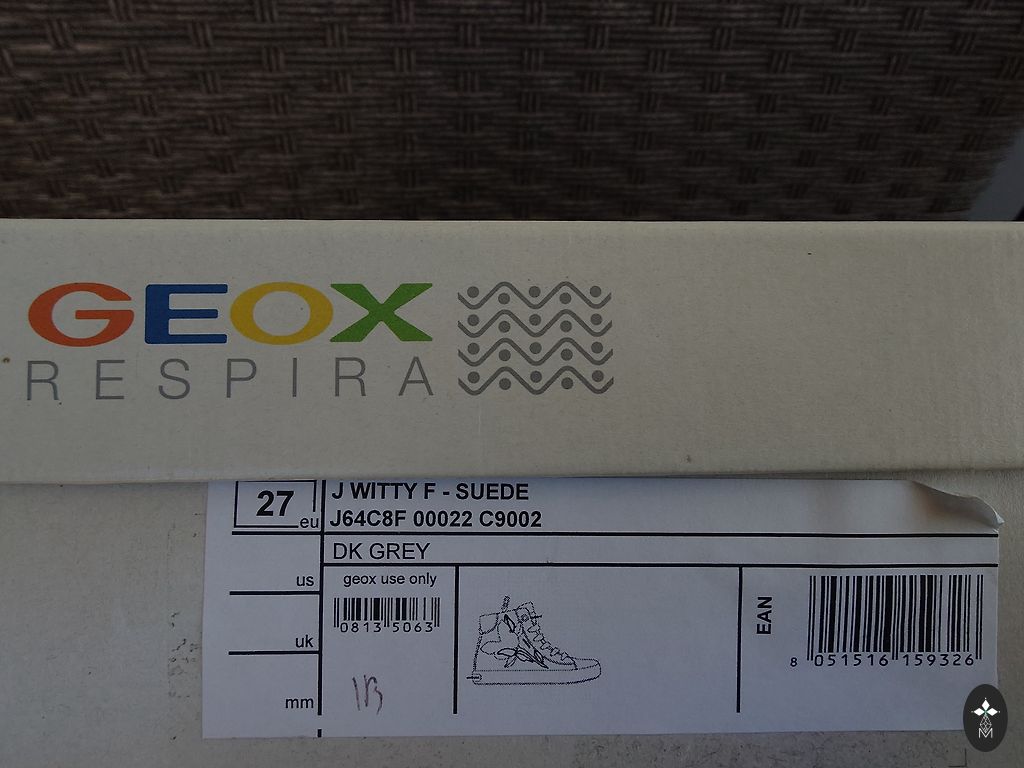 GEOX
RESPIRA
27 eu
J WITTY F - SUEDE
J64C8F 00022 C9002
DK GREY
us
uk
mm
geox use only
0813 5063
EAN
8 051516 159326
M